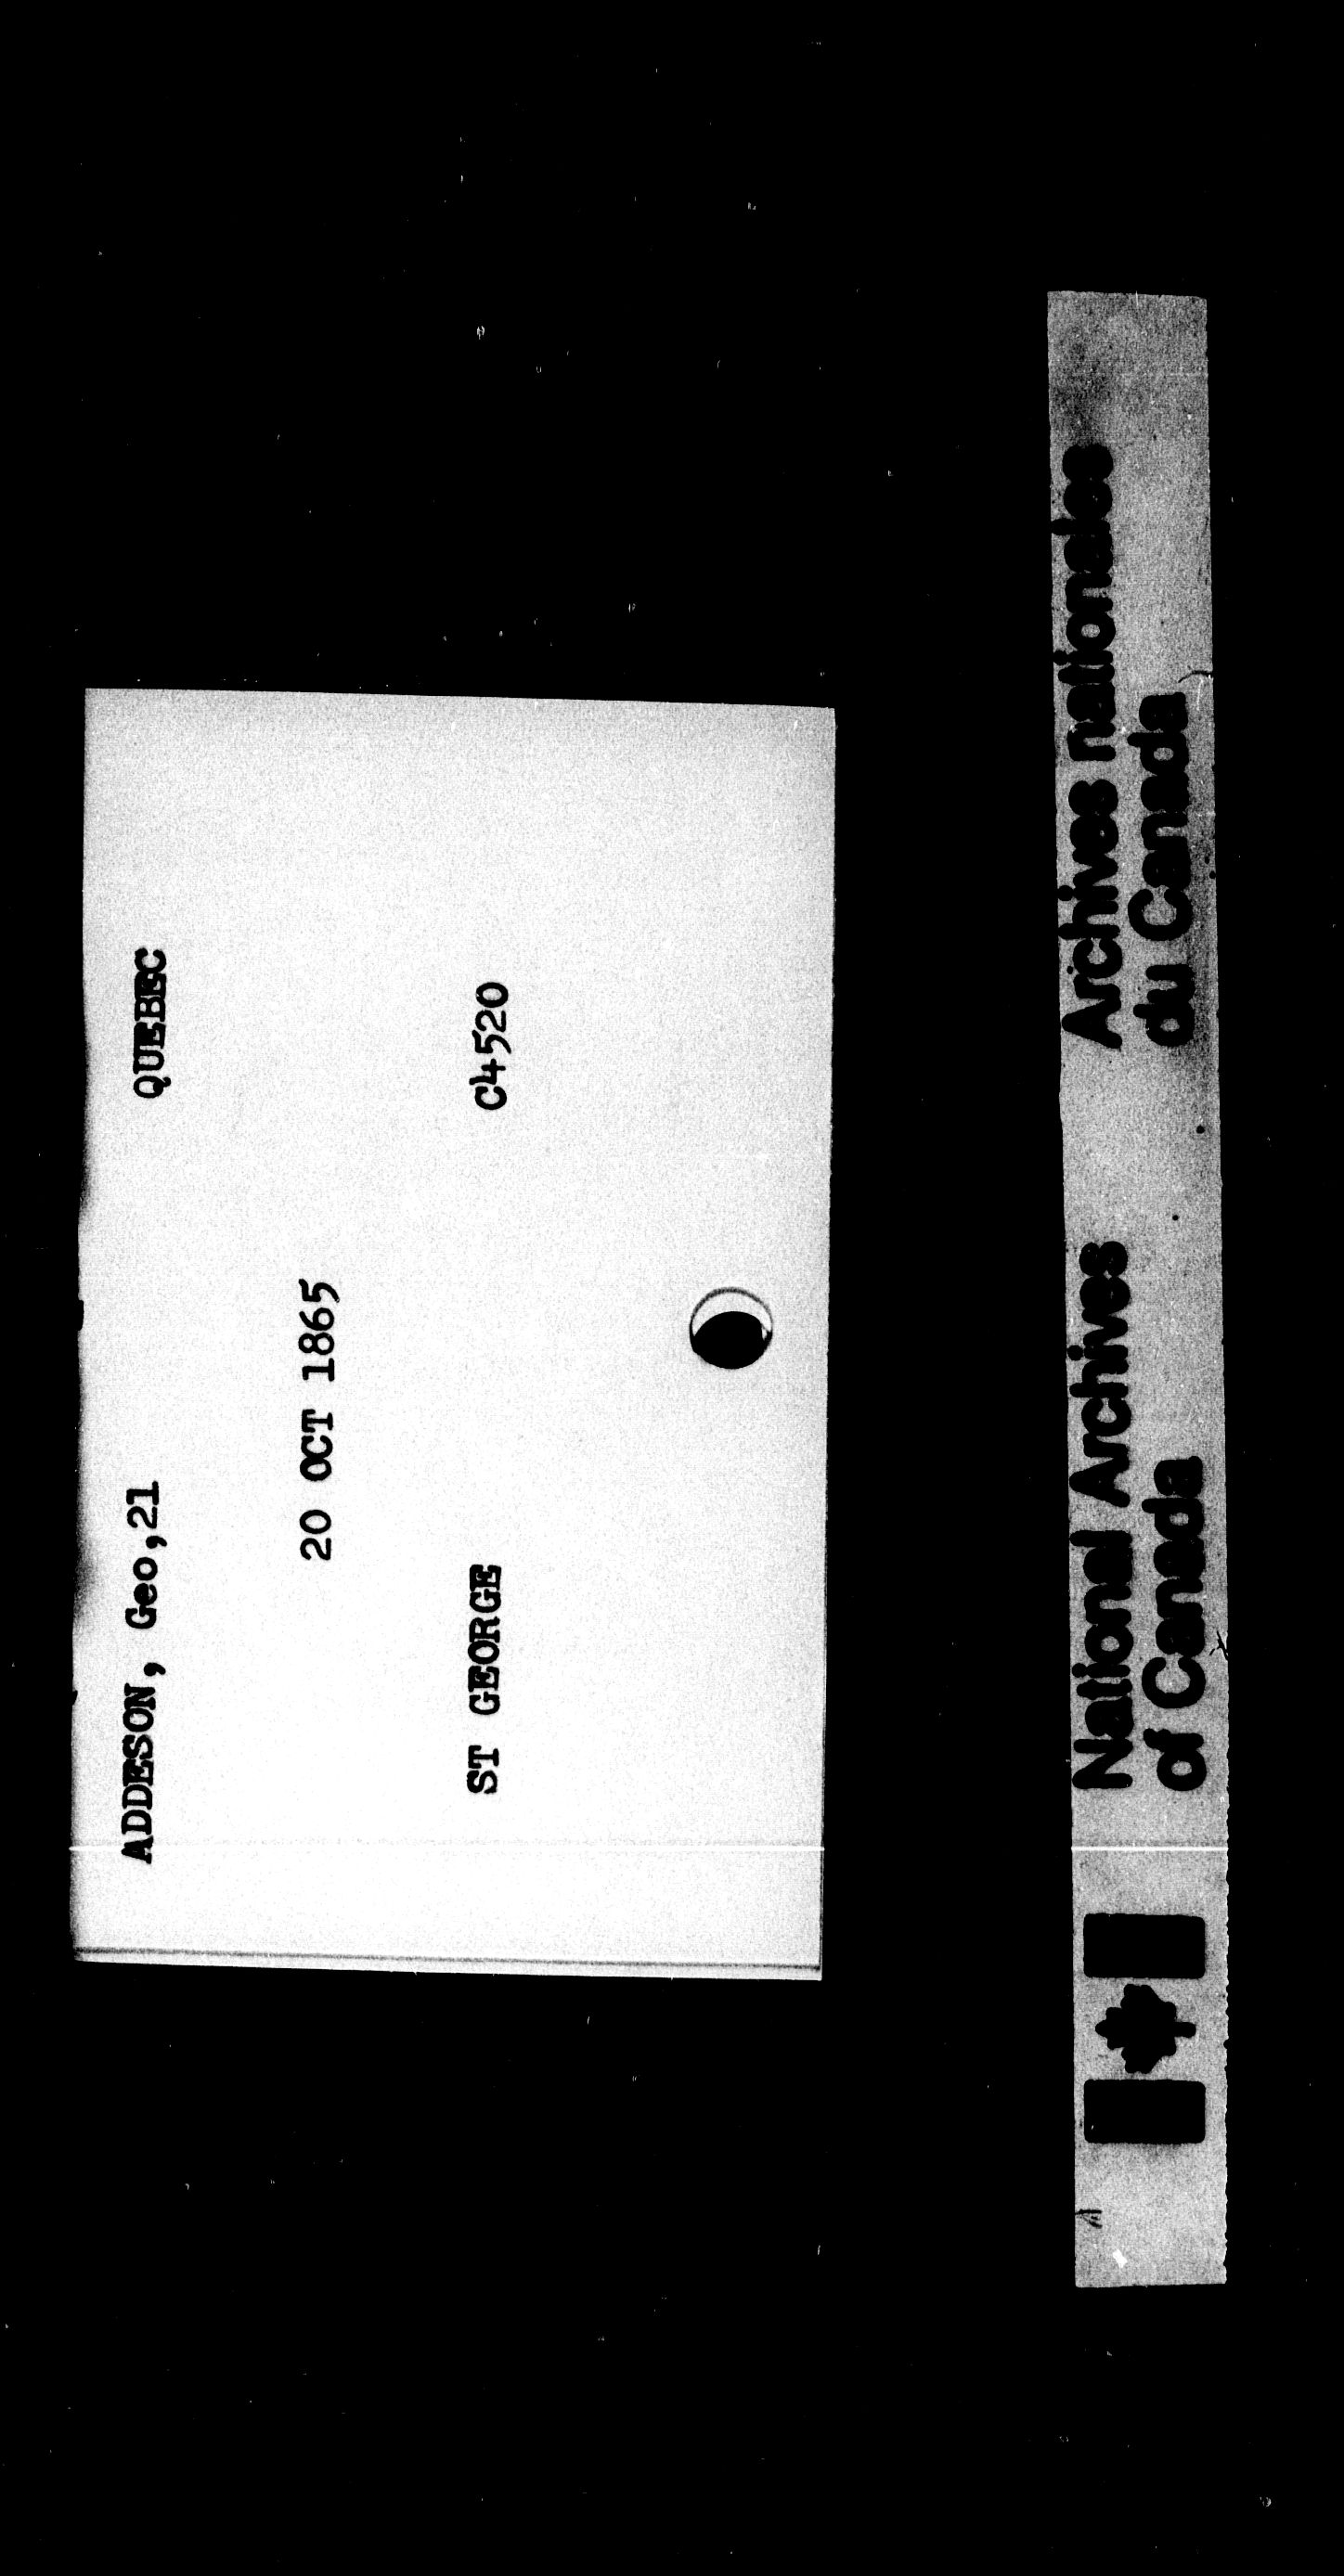 ADDESON, Geo,21 QUEBEC
20 OCT 1865
ST GEORGE C4520
National Archives
of Canada
Archives nationales
du Canada